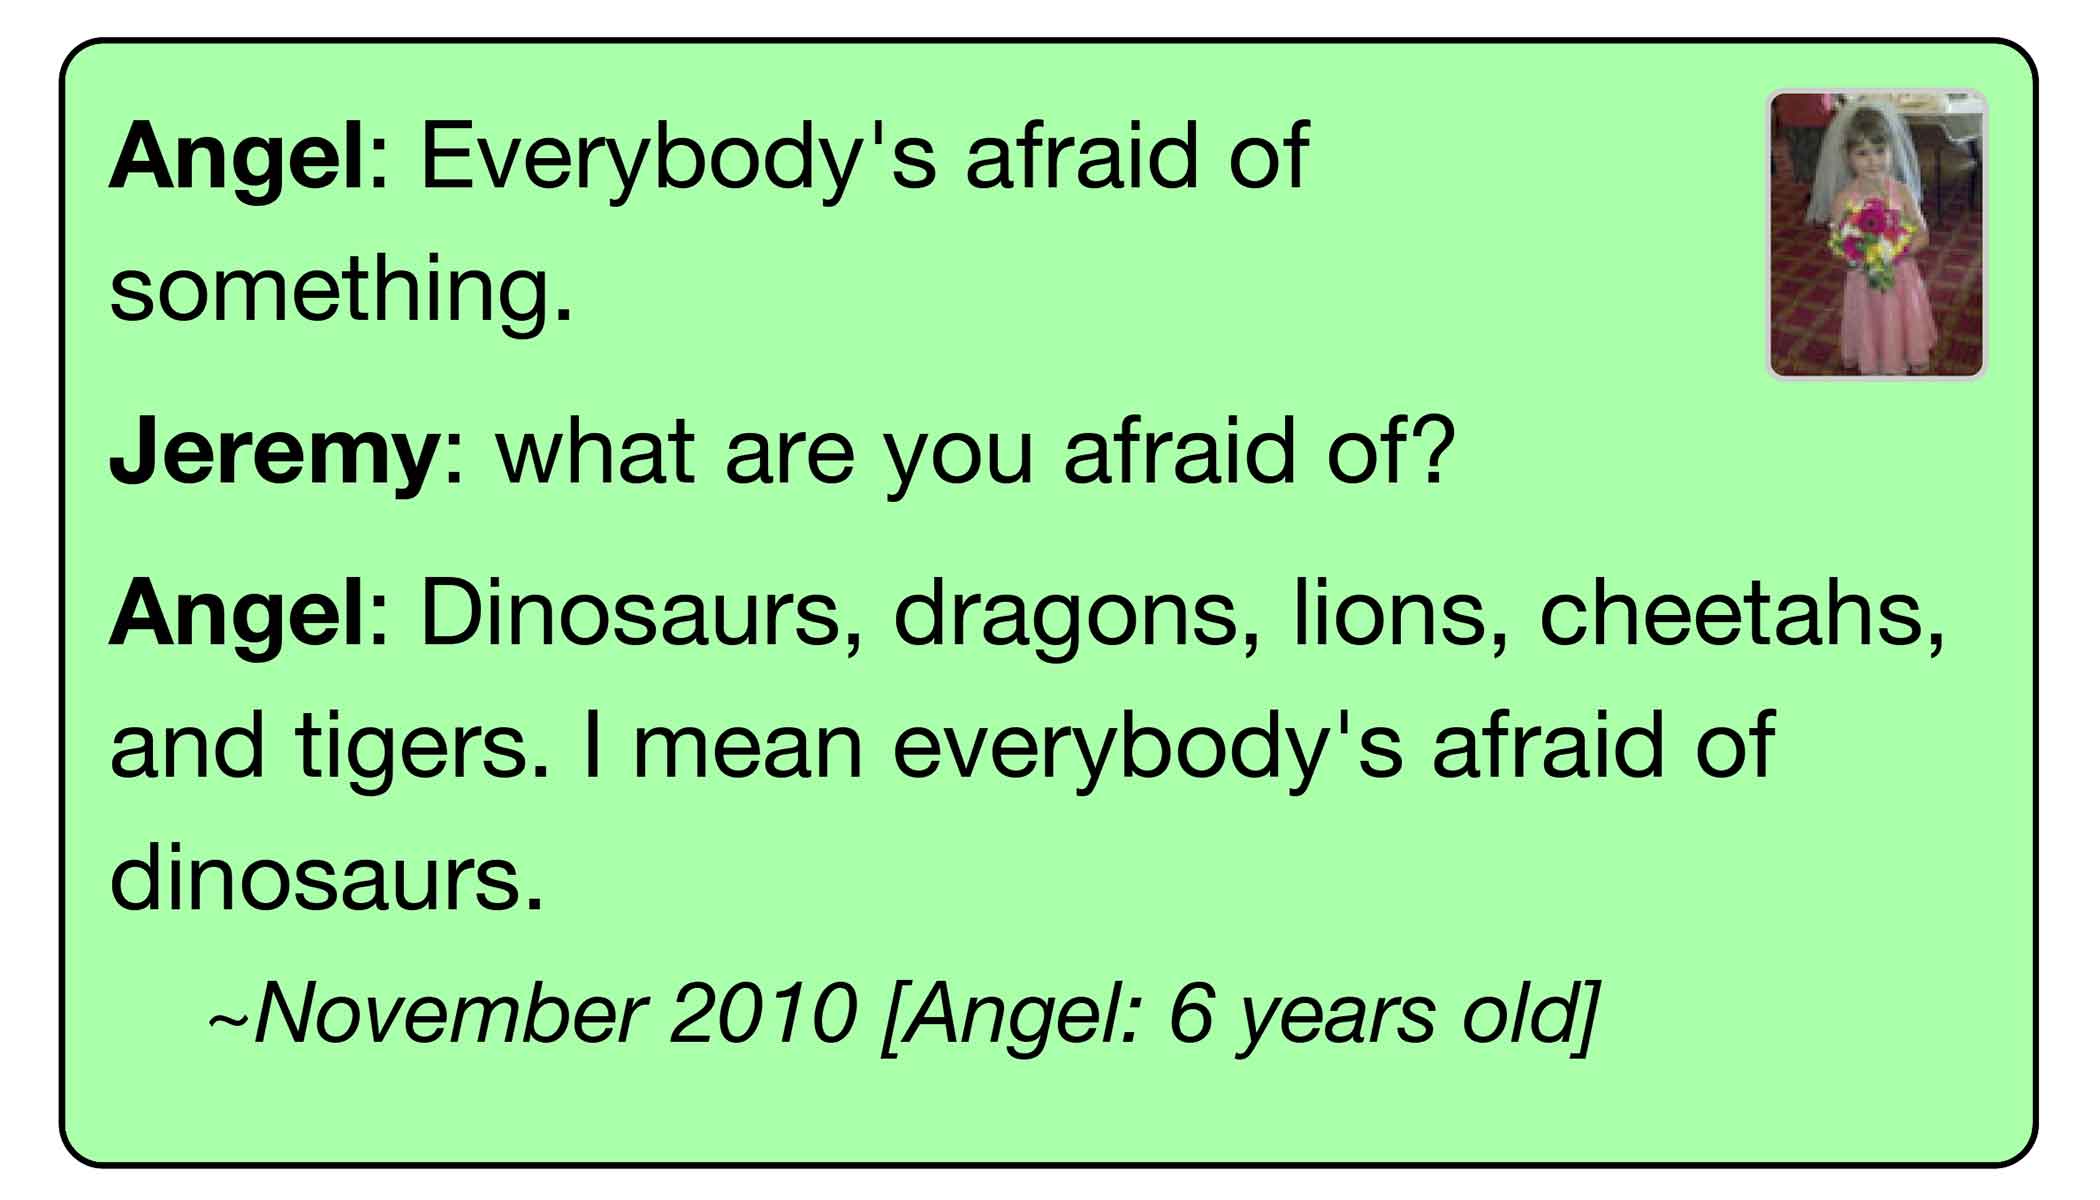 Angel: Everybody's afraid of
something.
Jeremy: what are you afraid of?
Angel: Dinosaurs, dragons, lions, cheetahs,
and tigers. I mean everybody's afraid of
dinosaurs.
~November 2010 [Angel: 6 years old]